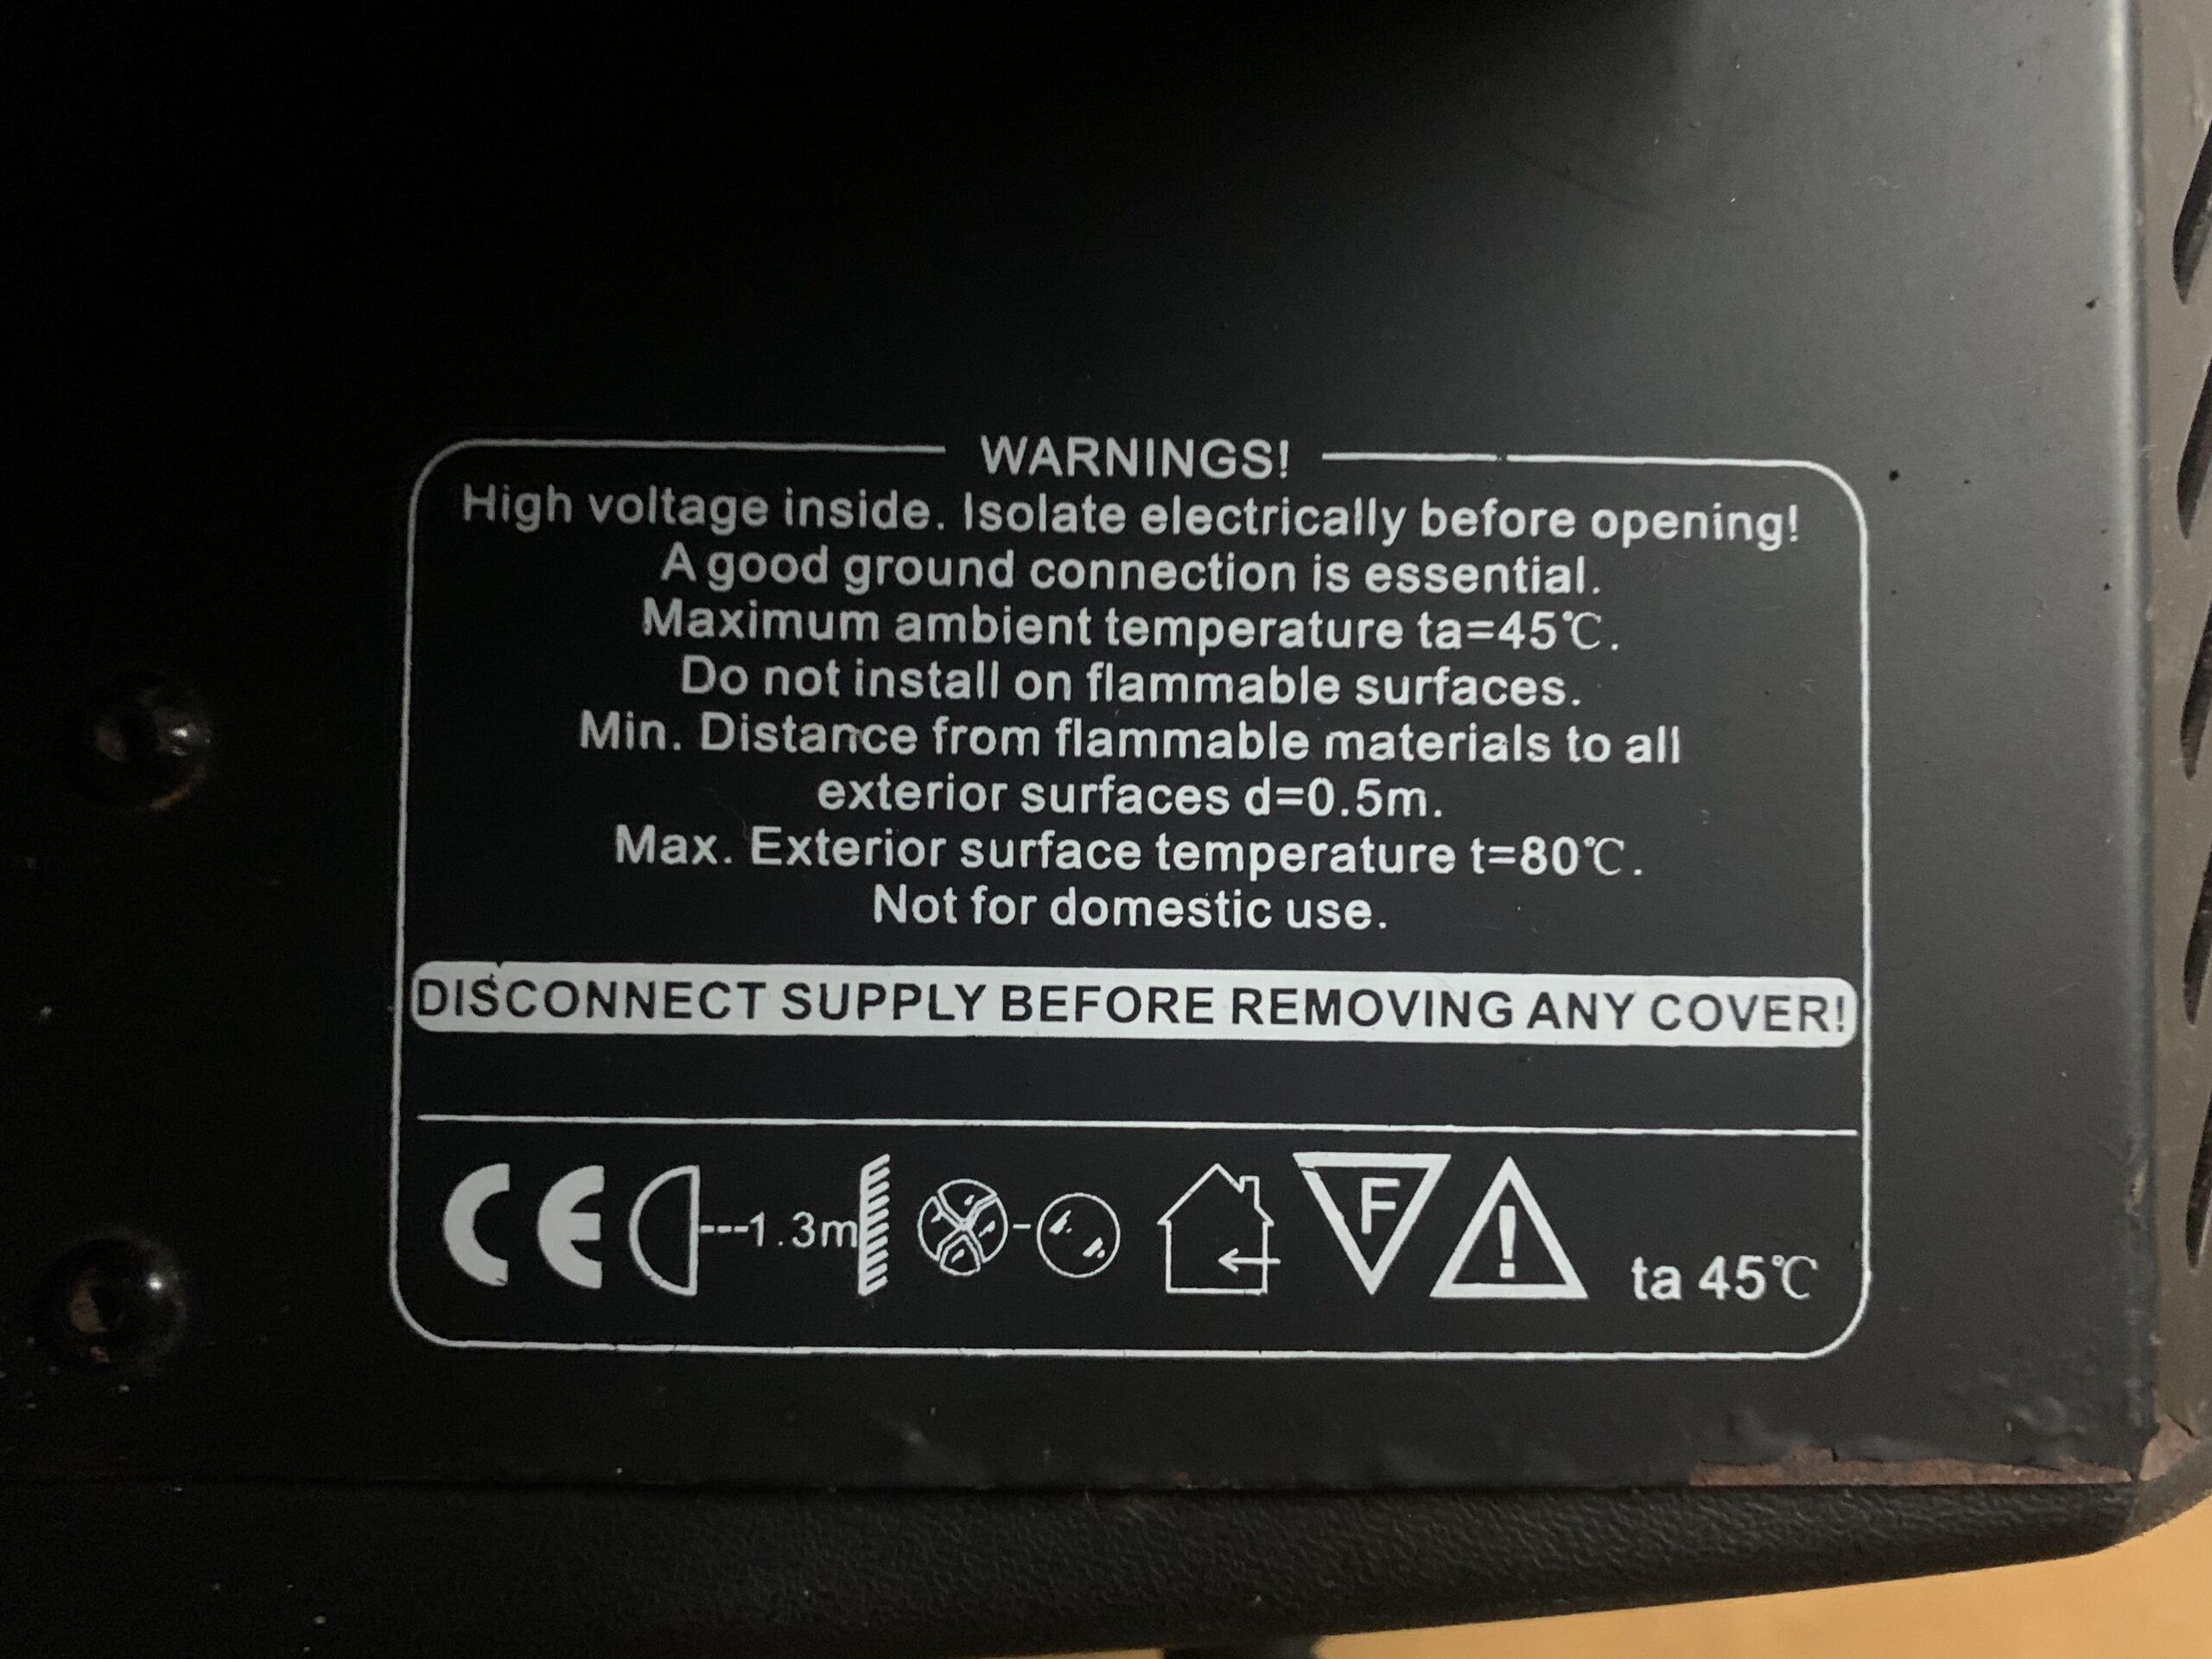 WARNINGS!
High voltage inside. Isolate electrically before opening!
A good ground connection is essential.
Maximum ambient temperature ta=45℃.
Do not install on flammable surfaces.
Min. Distance from flammable materials to all
exterior surfaces d=0.5m.
Max. Exterior surface temperature t=80℃.
Not for domestic use.
DISCONNECT SUPPLY BEFORE REMOVING ANY COVER!
CE ---1.3m F ! ta 45℃